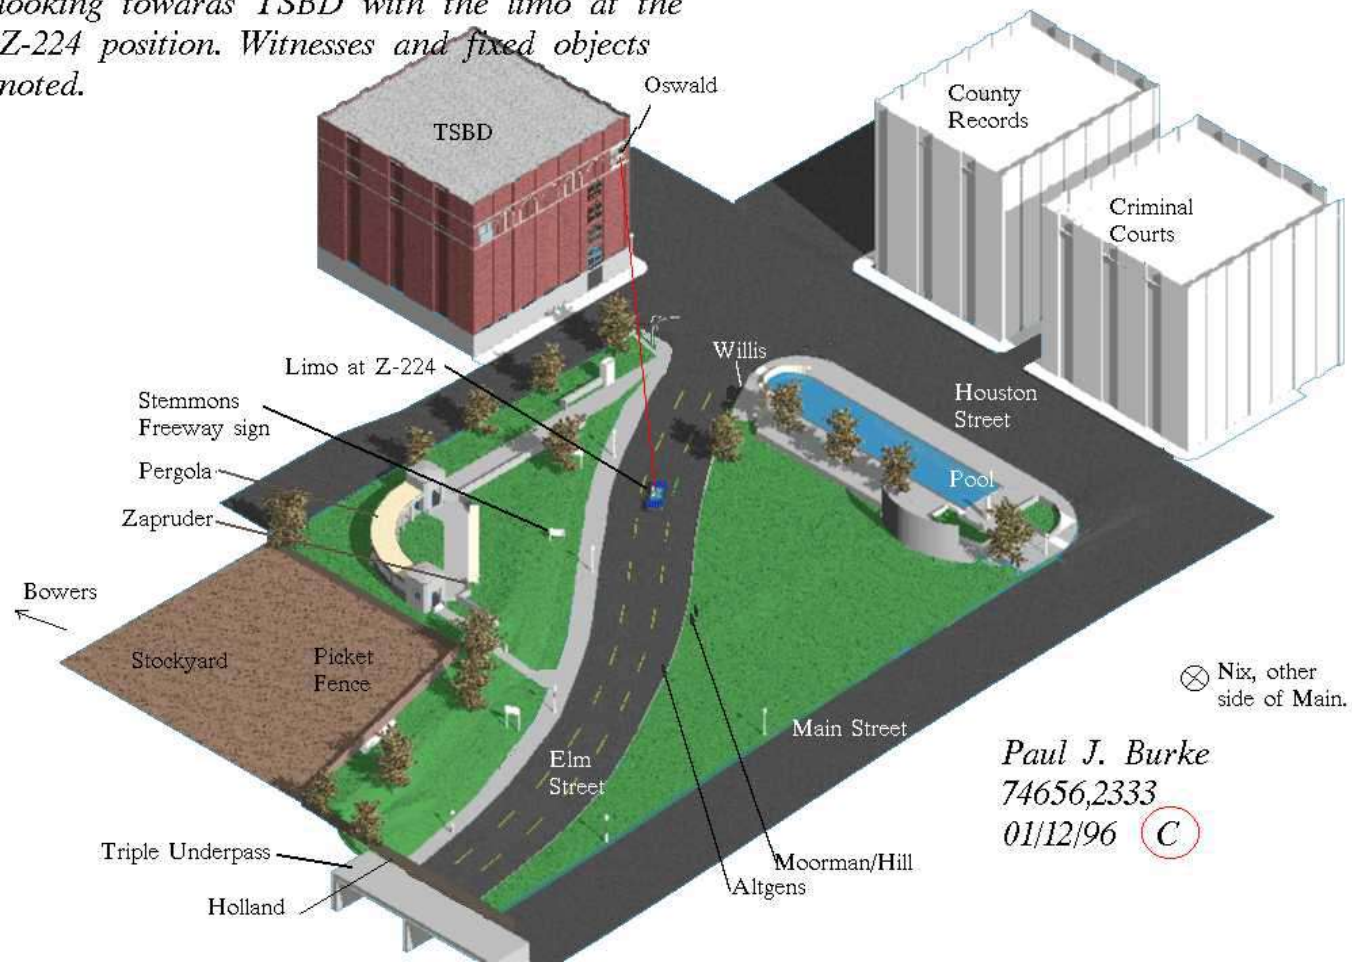 looking towards TSBD with the limo at the
Z-224 position. Witnesses and fixed objects
noted.
Oswald
TSBD
County
Records
Criminal
Courts
Limo at Z-224
Willis
Houston
Street
Stemmons
Freeway sign
Pergola
Pool
Zapruder
Bowers
Stockyard
Picket
Fence
Nix, other
side of Main.
Main Street
Elm
Street
Paul J. Burke
74656,2333
01/12/96 C
Triple Underpass
Moorman/Hill
Altgens
Holland